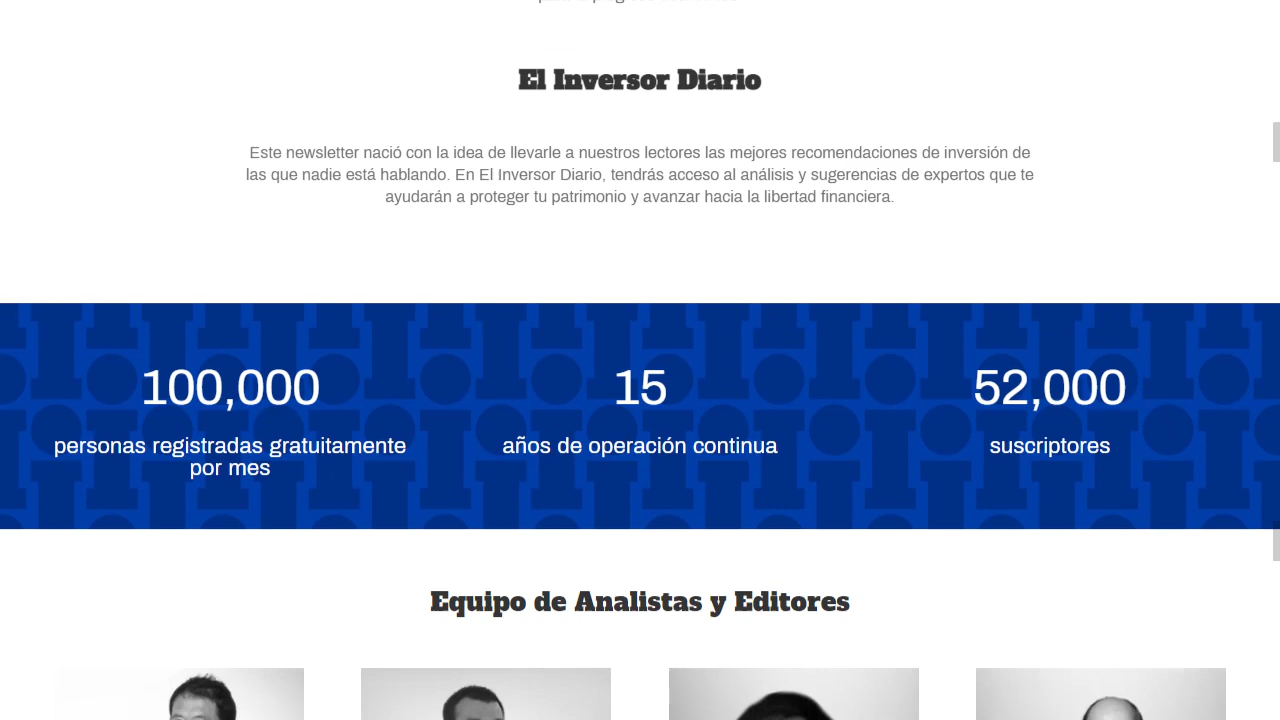 El Inversor Diario
Este newsletter nació con la idea de llevarle a nuestros lectores las mejores recomendaciones de inversión de
las que nadie está hablando. En El Inversor Diario, tendrás acceso al análisis y sugerencias de expertos que te
ayudarán a proteger tu patrimonio y avanzar hacia la libertad financiera.
100,000
personas registradas gratuitamente
por mes
15
años de operación continua
52,000
suscriptores
Equipo de Analistas y Editores